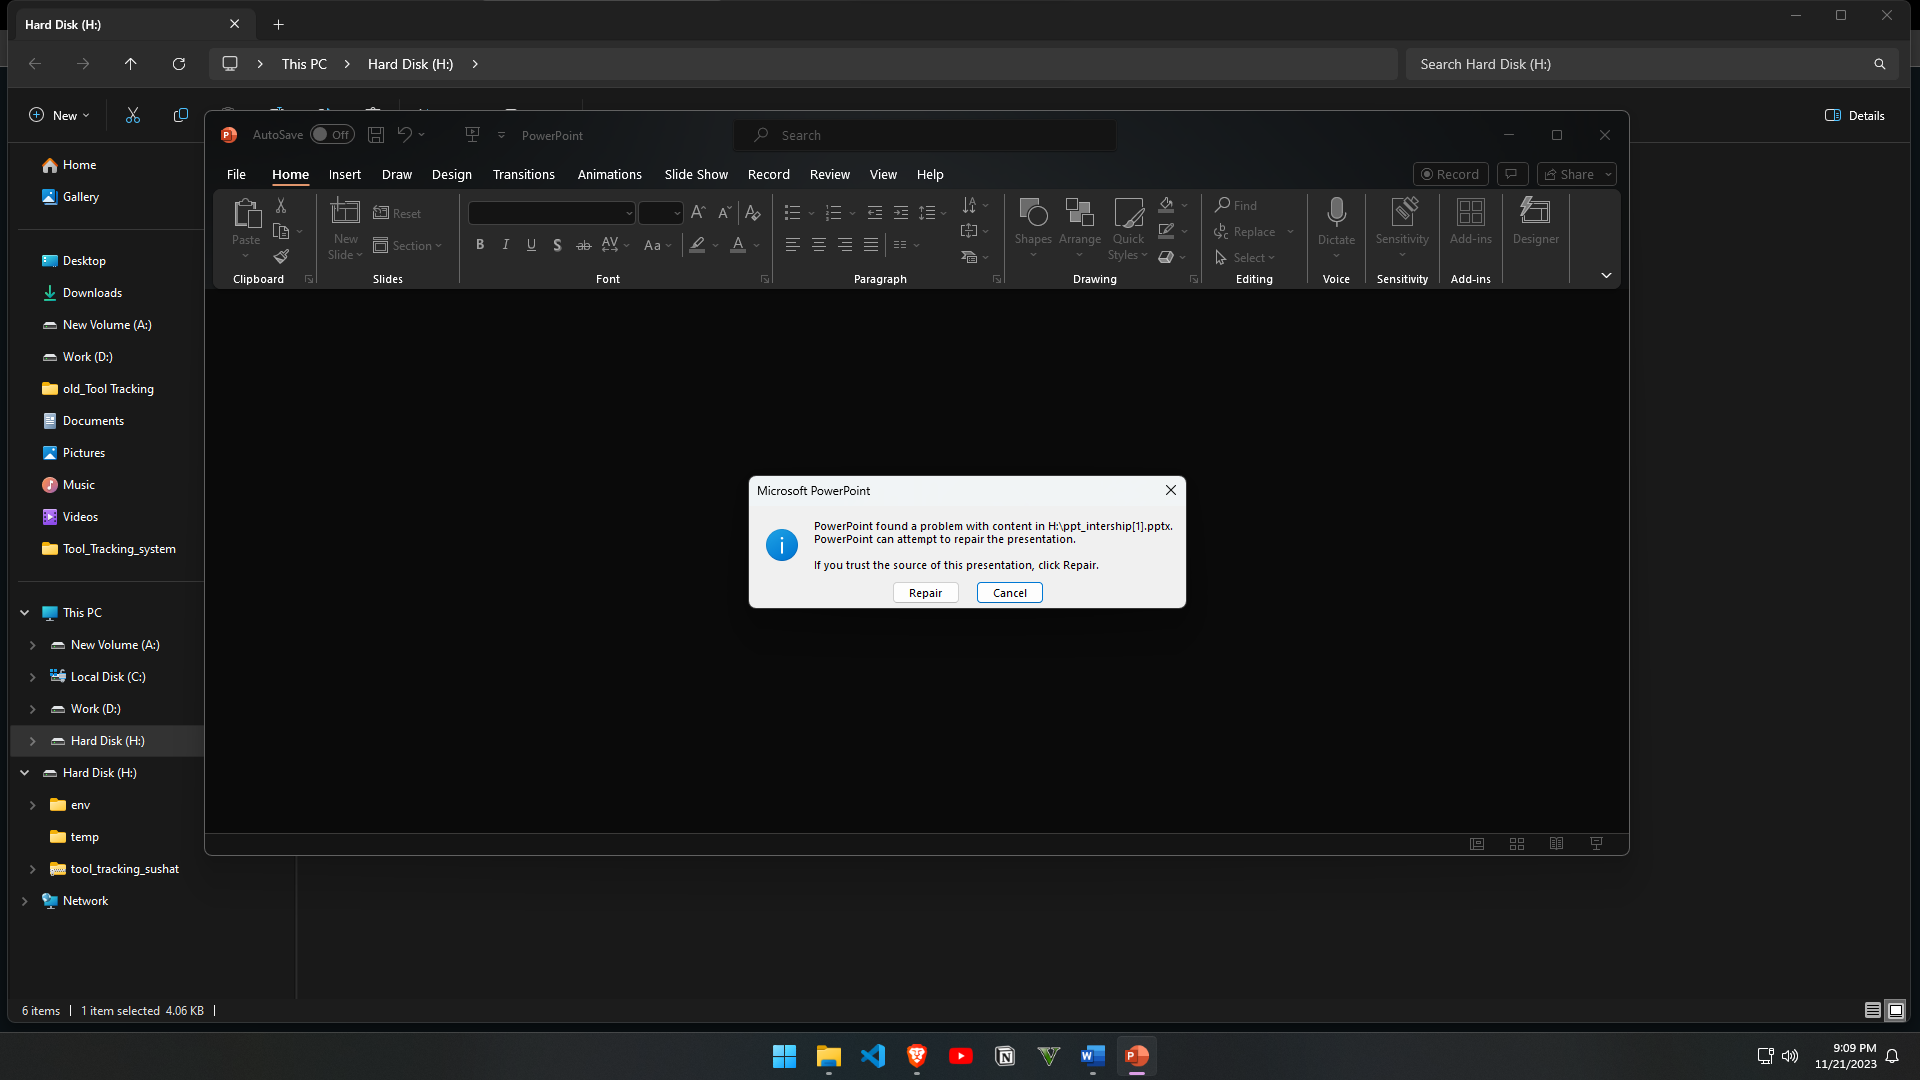 Hard Disk (H:)
This PC
Hard Disk (H:)
Search Hard Disk (H:)
New
Details
AutoSave
Off
PowerPoint
Search
File
Home
Insert
Draw
Design
Transitions
Animations
Slide Show
Record
Review
View
Help
Record
Share
Paste
Clipboard
New
Slide
Reset
Section
Slides
B I U S ab AV Aa A
Font
Paragraph
Shapes
Arrange
Quick
Styles
Drawing
Find
Replace
Select
Editing
Dictate
Voice
Sensitivity
Sensitivity
Add-ins
Add-ins
Designer
Home
Gallery
Desktop
Downloads
New Volume (A:)
Work (D:)
old_Tool Tracking
Documents
Pictures
Music
Videos
Tool_Tracking_system
This PC
New Volume (A:)
Local Disk (C:)
Work (D:)
Hard Disk (H:)
Hard Disk (H:)
env
temp
tool_tracking_sushat
Network
Microsoft PowerPoint
PowerPoint found a problem with content in H:\ppt_intership[1].pptx.
PowerPoint can attempt to repair the presentation.
If you trust the source of this presentation, click Repair.
Repair
Cancel
6 items
1 item selected 4.06 KB
9:09 PM
11/21/2023